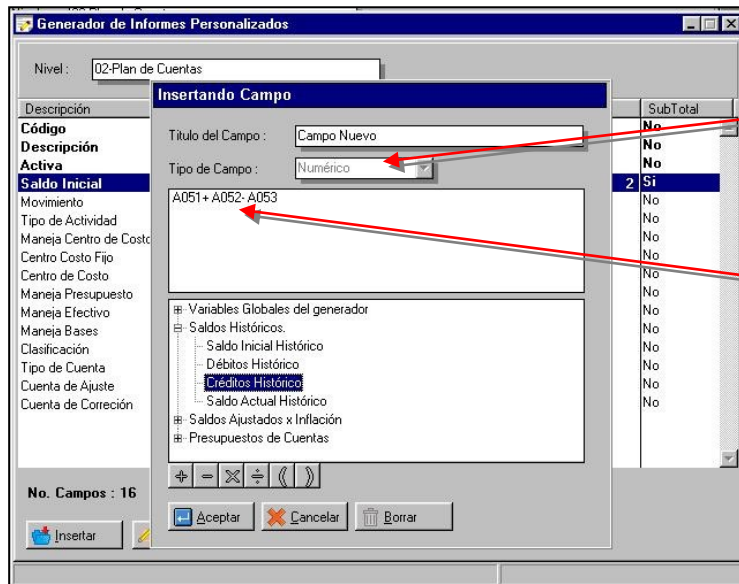 Generador de Informes Personalizados
Nivel : 02-Plan de Cuentas
Insertando Campo
Descripción SubTotal
Código No
Descripción No
Activa No
Saldo Inicial 2 Si
Movimiento No
Tipo de Actividad No
Maneja Centro de Costo No
Centro Costo Fijo No
Centro de Costo No
Maneja Presupuesto No
Maneja Efectivo No
Maneja Bases No
Clasificación No
Tipo de Cuenta No
Cuenta de Ajuste No
Cuenta de Correción No
Titulo del Campo : Campo Nuevo
Tipo de Campo : Numérico
A051+ A052- A053
Variables Globales del generador
Saldos Históricos.
Saldo Inicial Histórico
Débitos Histórico
Créditos Histórico
Saldo Actual Histórico
Saldos Ajustados x Inflación
Presupuestos de Cuentas
+ - × ÷ ( )
No. Campos : 16
Aceptar Cancelar Borrar
Insertar